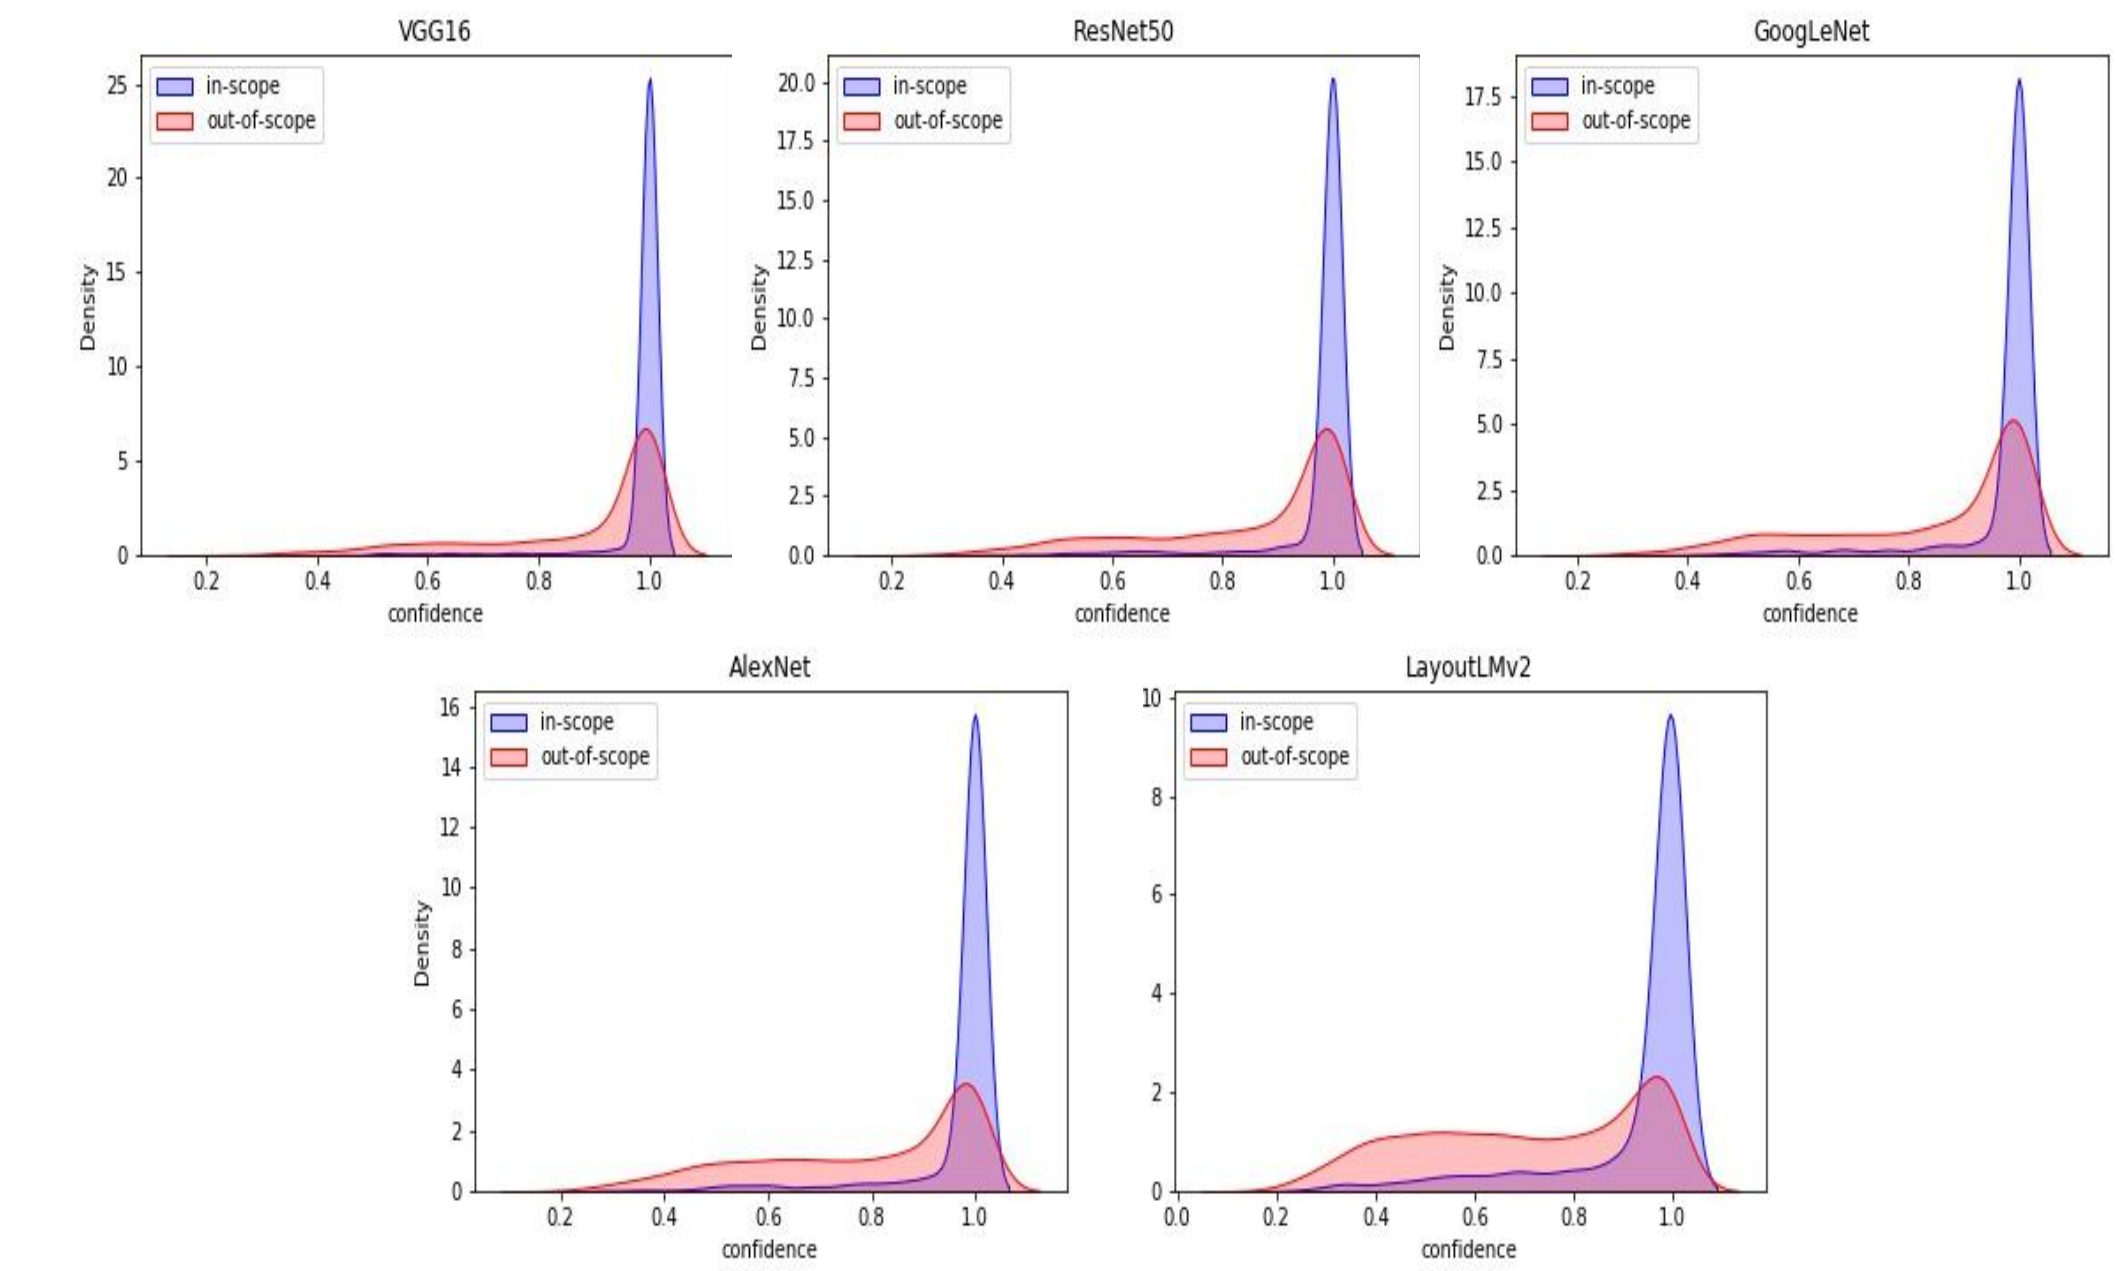 VGG16
in-scope
out-of-scope
25
20
15
10
5
0
Density
0.2 0.4 0.6 0.8 1.0
confidence
ResNet50
in-scope
out-of-scope
20.0
17.5
15.0
12.5
10.0
7.5
5.0
2.5
0.0
Density
0.2 0.4 0.6 0.8 1.0
confidence
GoogLeNet
in-scope
out-of-scope
17.5
15.0
12.5
10.0
7.5
5.0
2.5
0.0
Density
0.2 0.4 0.6 0.8 1.0
confidence
AlexNet
in-scope
out-of-scope
16
14
12
10
8
6
4
2
0
Density
0.2 0.4 0.6 0.8 1.0
confidence
LayoutLMv2
in-scope
out-of-scope
10
8
6
4
2
0
0.0 0.2 0.4 0.6 0.8 1.0
confidence